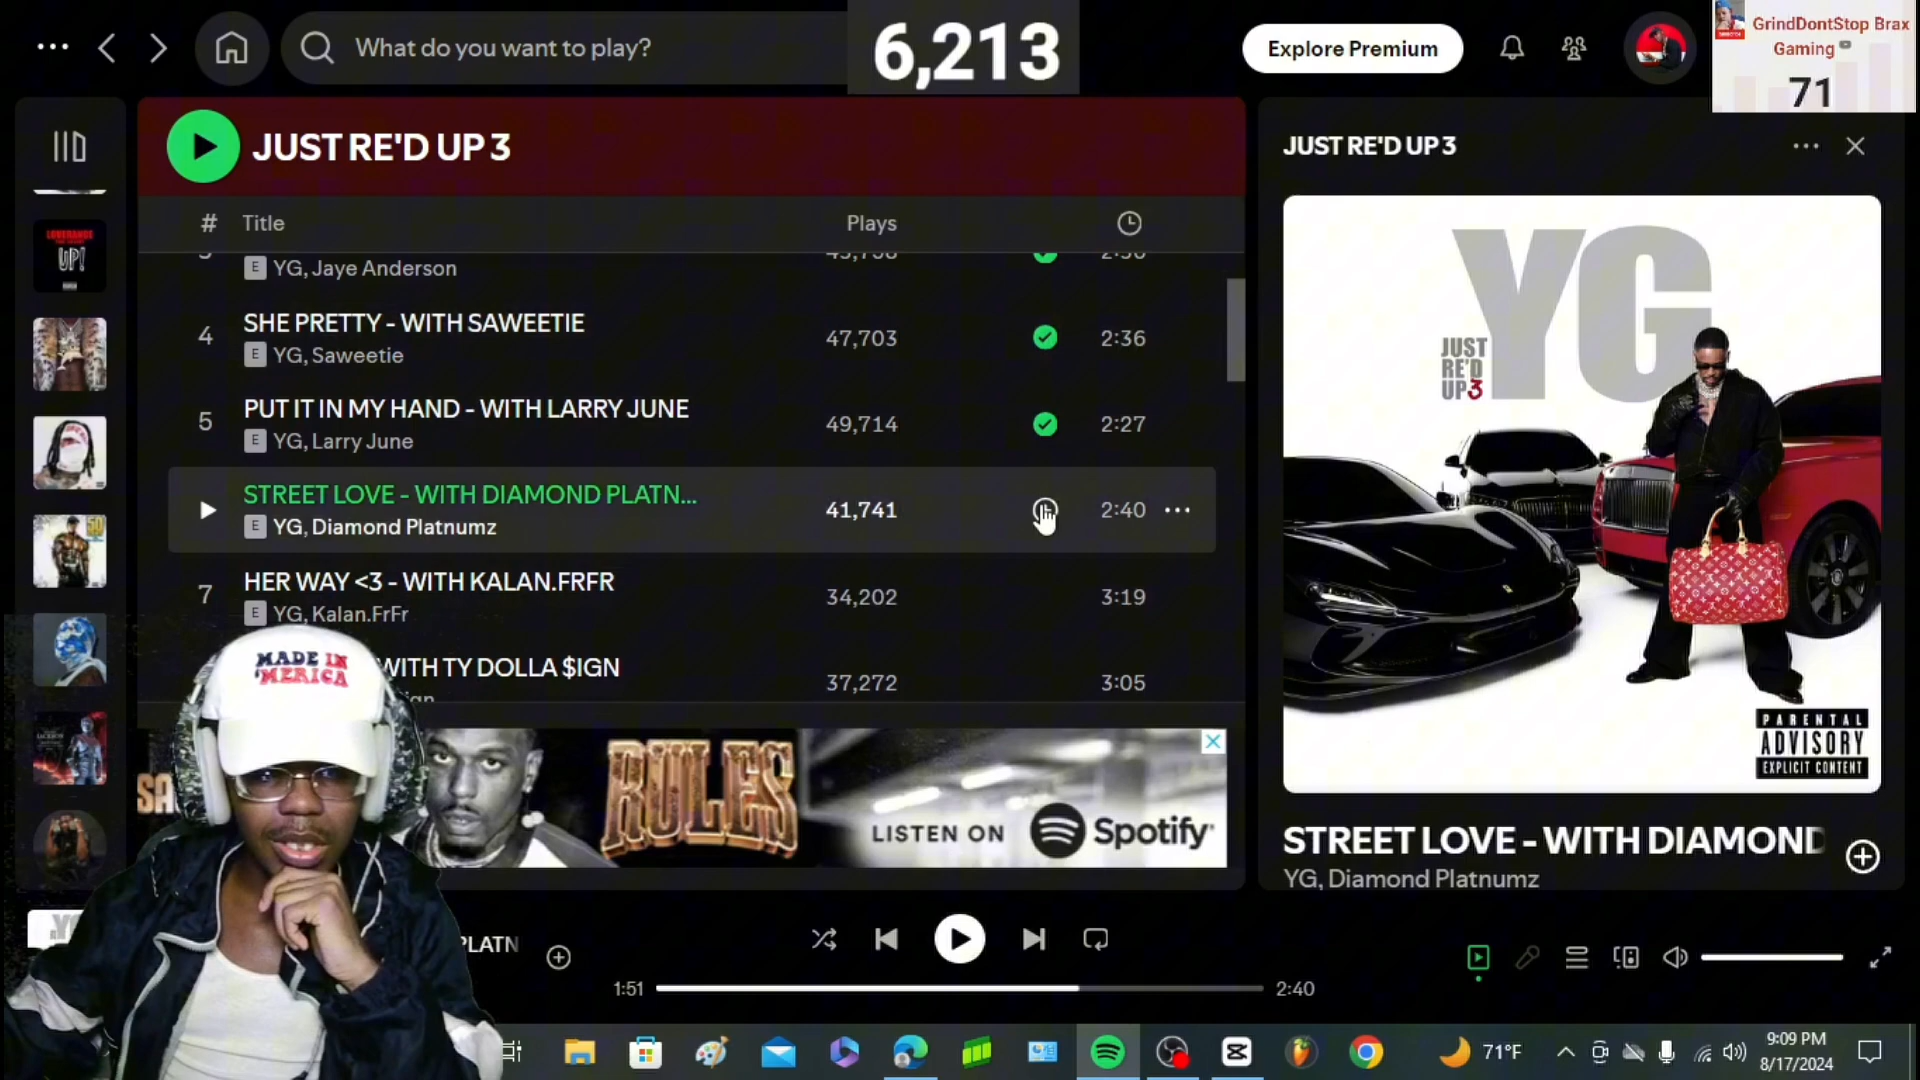 What do you want to play?
6,213
Explore Premium
GrindDontStop Brax
Gaming
71
JUST RE'D UP 3
JUST RE'D UP 3
# Title Plays
E YG, Jaye Anderson
4 SHE PRETTY - WITH SAWEETIE 47,703 2:36
E YG, Saweetie
5 PUT IT IN MY HAND - WITH LARRY JUNE 49,714 2:27
E YG, Larry June
STREET LOVE - WITH DIAMOND PLATN... 41,741 2:40
E YG, Diamond Platnumz
7 HER WAY <3 - WITH KALAN.FRFR 34,202 3:19
E YG, Kalan.FrFr
WITH TY DOLLA $IGN 37,272 3:05
UP!
YG
JUST
RE'D
UP3
PARENTAL
ADVISORY
EXPLICIT CONTENT
MADE IN
'MERICA
SA
RULES
LISTEN ON Spotify
STREET LOVE - WITH DIAMOND
YG, Diamond Platnumz
PLATN
1:51 2:40
71°F
9:09 PM
8/17/2024